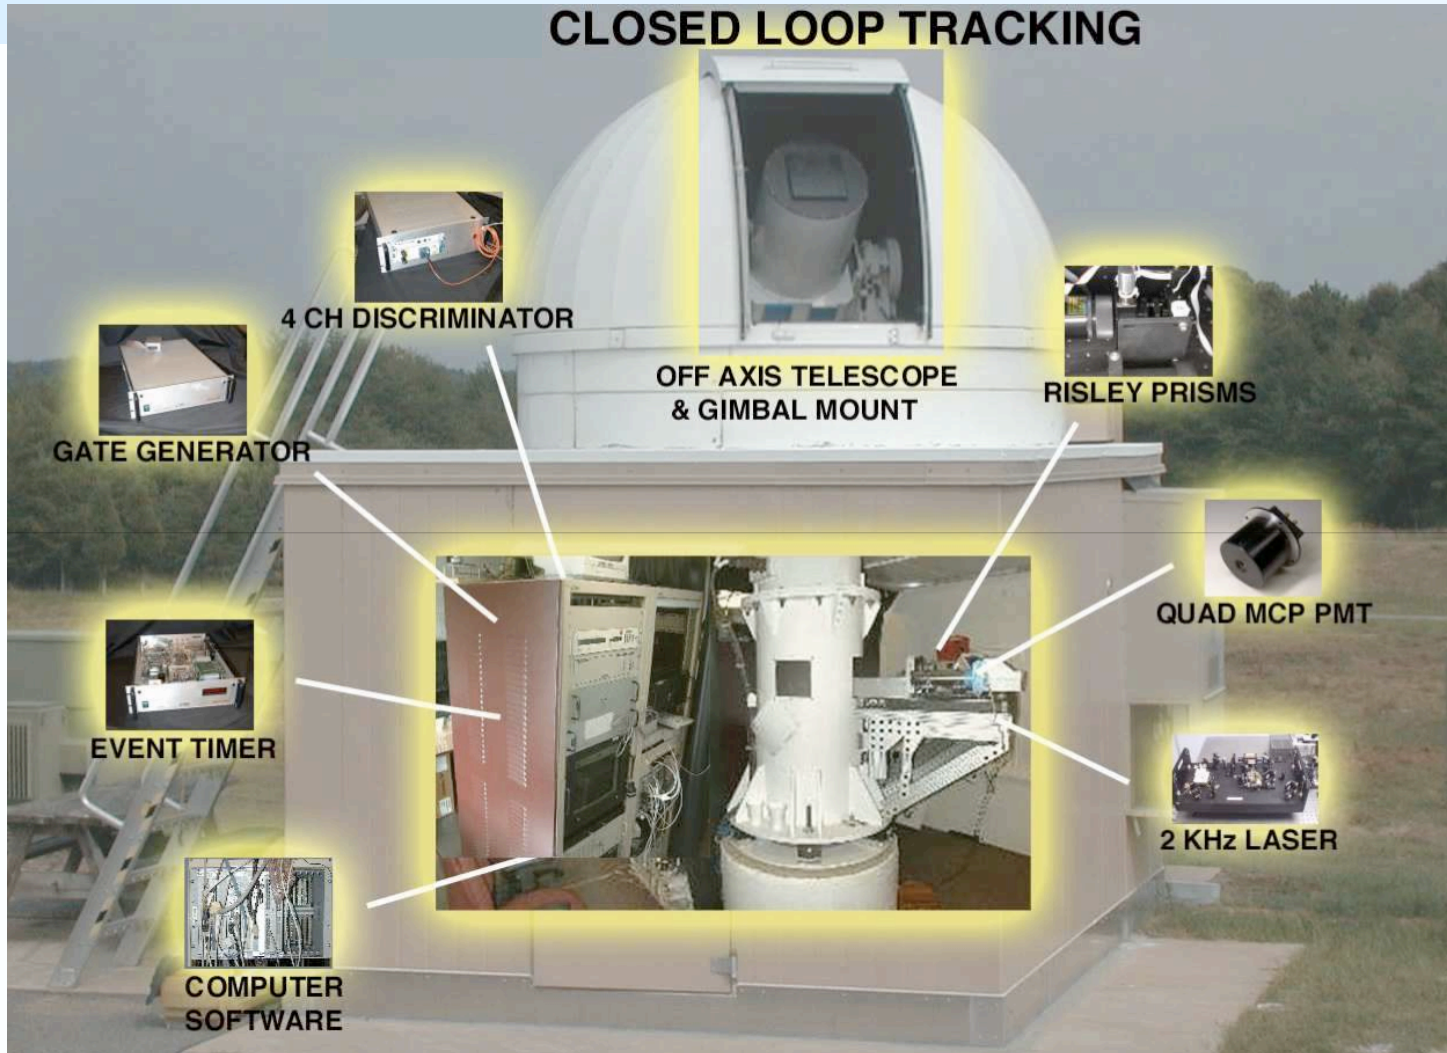 CLOSED LOOP TRACKING
4 CH DISCRIMINATOR
OFF AXIS TELESCOPE
& GIMBAL MOUNT
RISLEY PRISMS
GATE GENERATOR
QUAD MCP PMT
EVENT TIMER
2 KHz LASER
COMPUTER
SOFTWARE